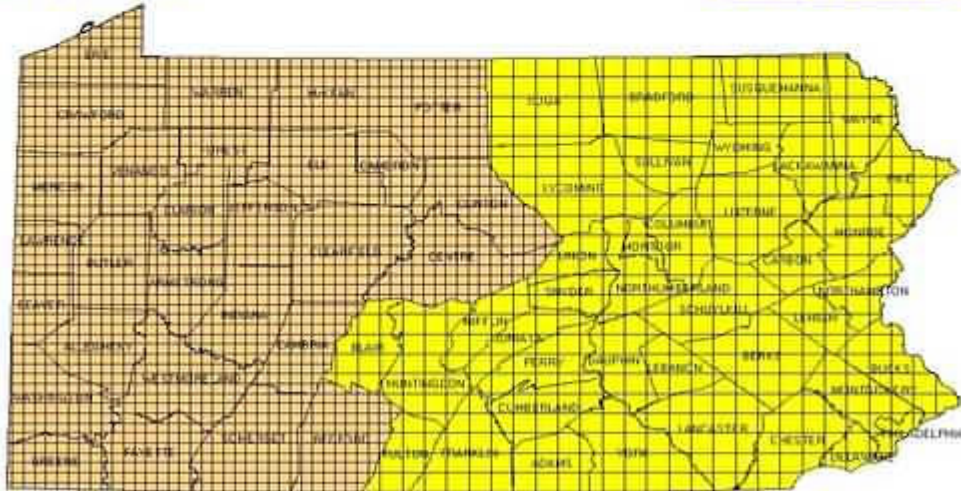 ERIE
WARREN
McKEAN
POTTER
TIOGA
BRADFORD
SUSQUEHANNA
CRAWFORD
WAYNE
FOREST
WYOMING
VENANGO
ELK
CAMERON
SULLIVAN
LACKAWANNA
MERCER
LYCOMING
PIKE
CLINTON
CLARION
JEFFERSON
LUZERNE
COLUMBIA
MONROE
LAWRENCE
CLEARFIELD
MONTOUR
CENTRE
UNION
CARBON
BUTLER
ARMSTRONG
SNYDER
NORTHUMBERLAND
NORTHAMPTON
BEAVER
SCHUYLKILL
INDIANA
MIFFLIN
LEHIGH
JUNIATA
ALLEGHENY
CAMBRIA
BLAIR
PERRY
DAUPHIN
LEBANON
BERKS
BUCKS
WESTMORELAND
HUNTINGDON
MONTGOMERY
WASHINGTON
CUMBERLAND
LANCASTER
PHILADELPHIA
SOMERSET
BEDFORD
CHESTER
FAYETTE
FULTON
FRANKLIN
YORK
DELAWARE
GREENE
ADAMS